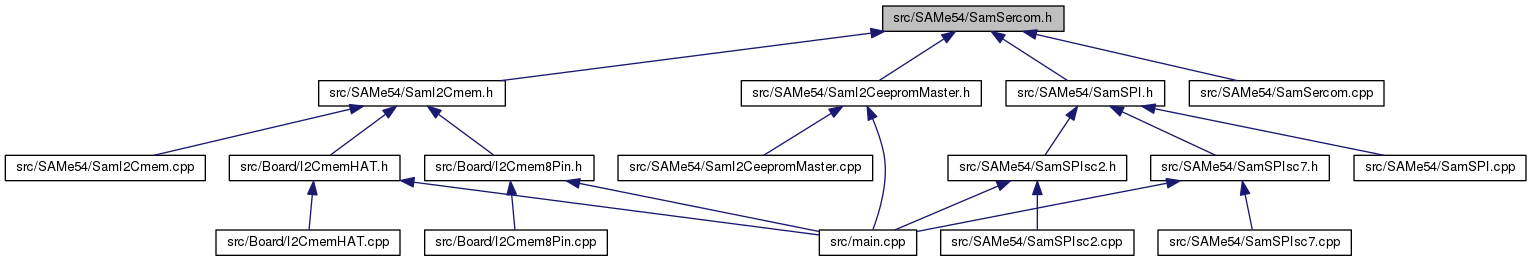 src/SAMe54/SamSercom.h
src/SAMe54/SamI2Cmem.h
src/SAMe54/SamI2CeepromMaster.h
src/SAMe54/SamSPI.h
src/SAMe54/SamSercom.cpp
src/SAMe54/SamI2Cmem.cpp
src/Board/I2CmemHAT.h
src/Board/I2Cmem8Pin.h
src/SAMe54/SamI2CeepromMaster.cpp
src/SAMe54/SamSPIsc2.h
src/SAMe54/SamSPIsc7.h
src/SAMe54/SamSPI.cpp
src/Board/I2CmemHAT.cpp
src/Board/I2Cmem8Pin.cpp
src/main.cpp
src/SAMe54/SamSPIsc2.cpp
src/SAMe54/SamSPIsc7.cpp